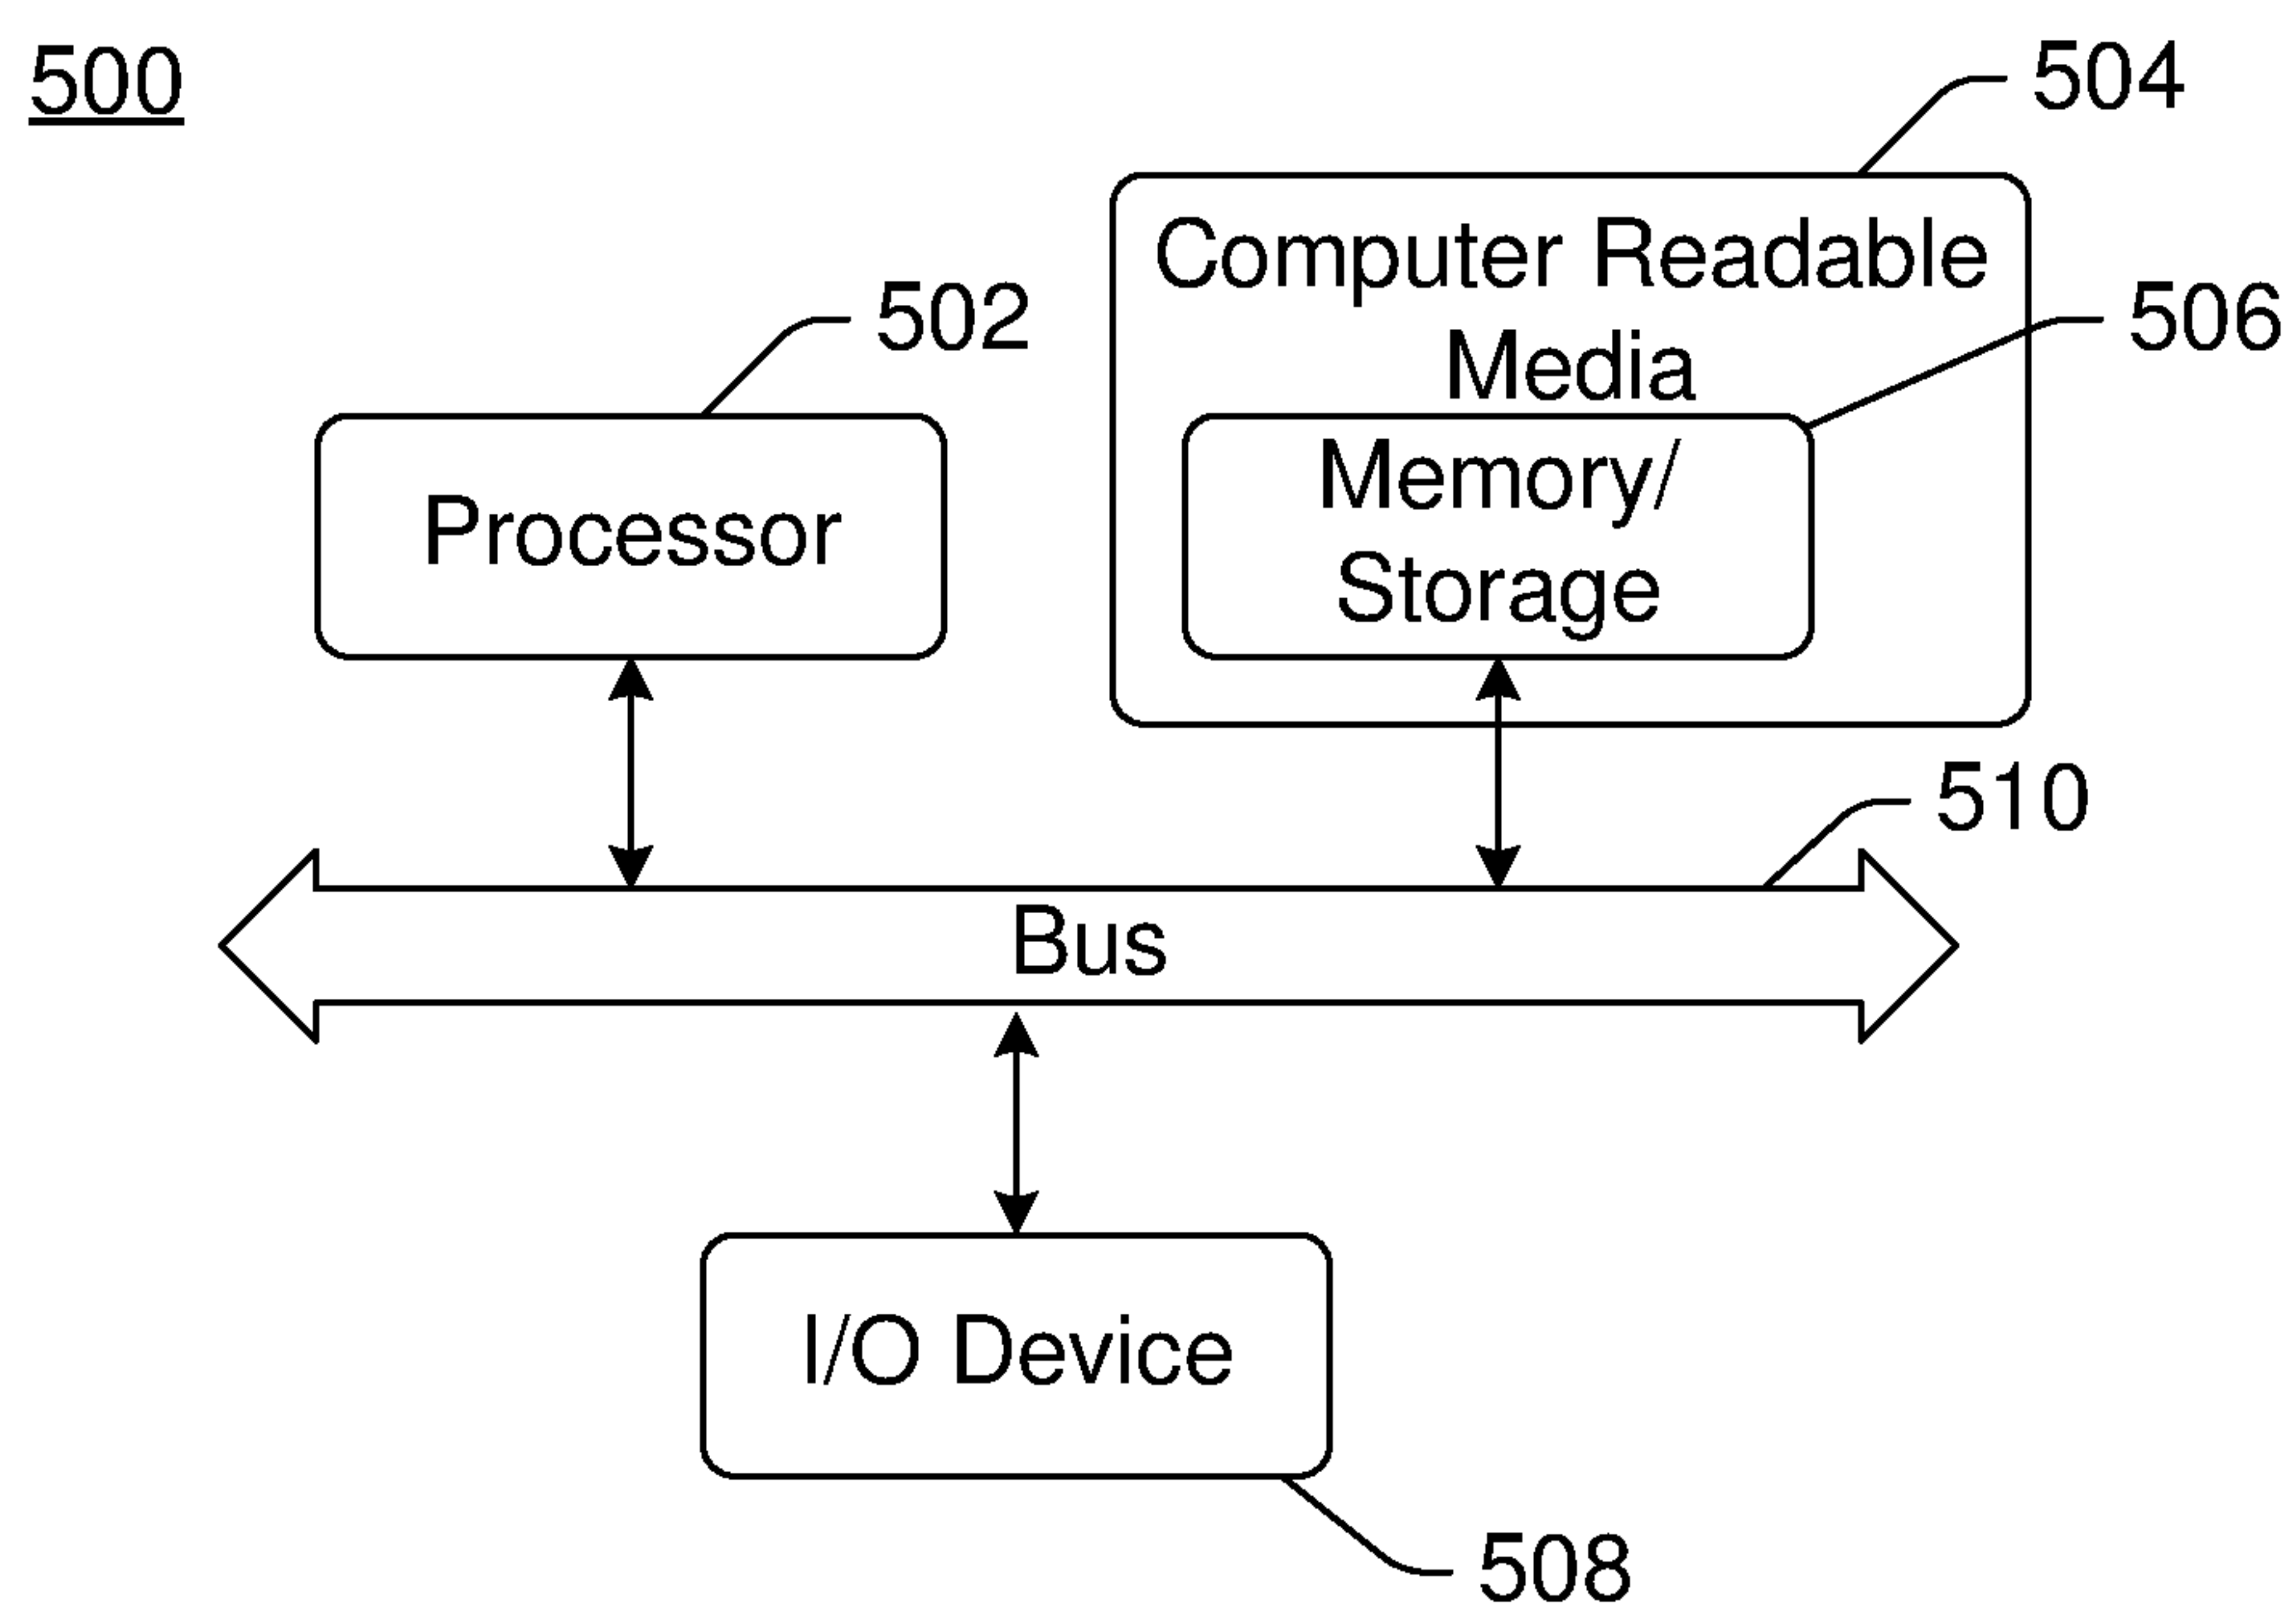 500
504
Computer Readable
Media
502
506
Processor
Memory/
Storage
510
Bus
I/O Device
508